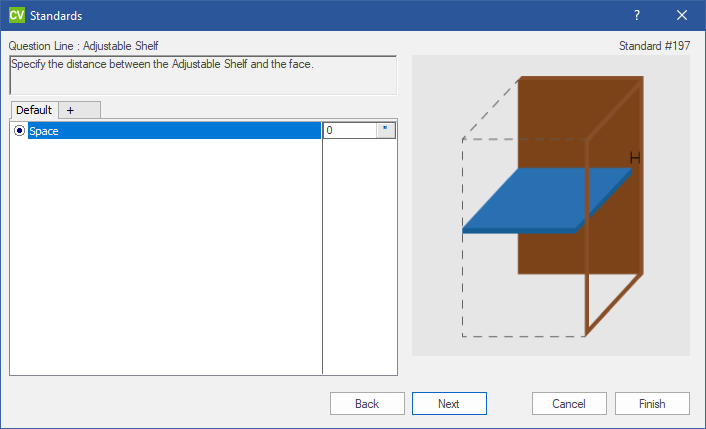 CV Standards ?
Question Line : Adjustable Shelf Standard #197
Specify the distance between the Adjustable Shelf and the face.
Default +
Space 0 "
H
Back Next Cancel Finish